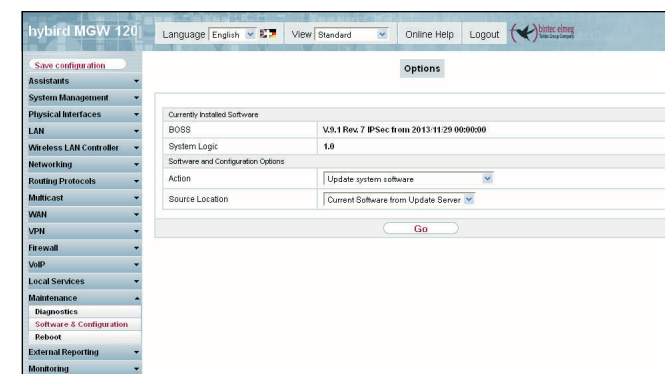 hybird MGW 120
Language English View Standard Online Help Logout bintec elmeg
Save configuration
Options
Assistants
System Management
Physical Interfaces
LAN
Wireless LAN Controller
Networking
Routing Protocols
Multicast
WAN
VPN
Firewall
VoIP
Local Services
Maintenance
Diagnostics
Software & Configuration
Reboot
External Reporting
Monitoring
Currently Installed Software
BOSS V.9.1 Rev. 7 IPSec from 2013/11/29 00:00:00
System Logic 1.0
Software and Configuration Options
Action Update system software
Source Location Current Software from Update Server
Go